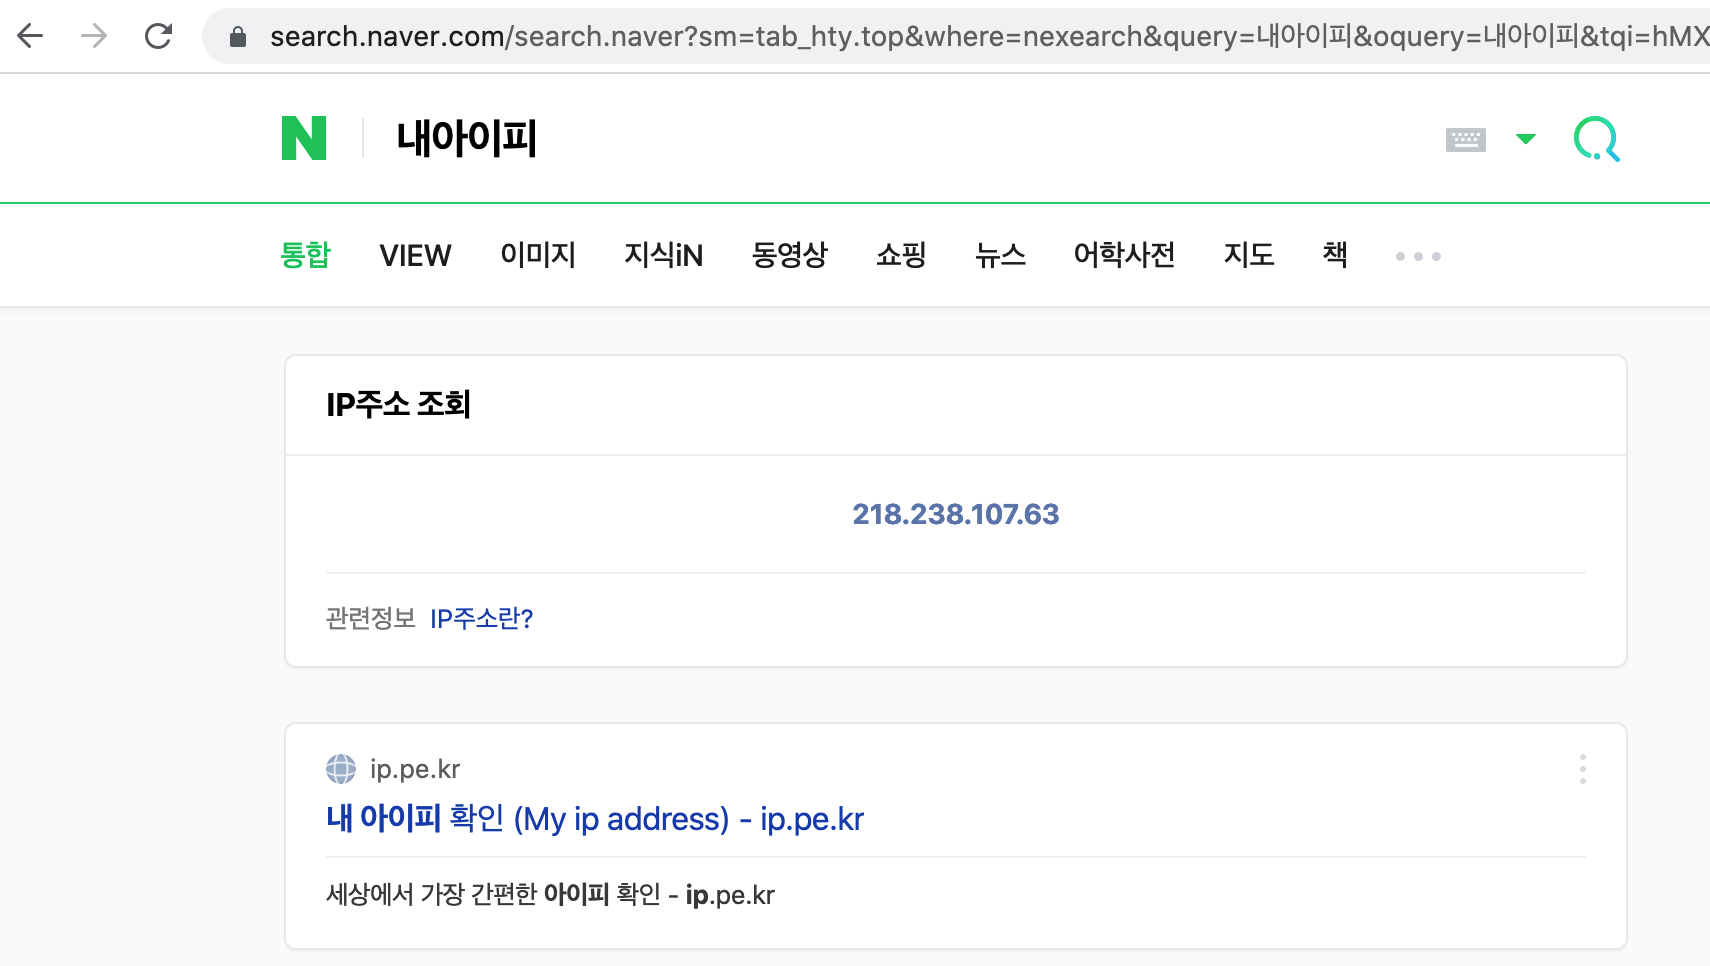 search.naver.com/search.naver?sm=tab_hty.top&where=nexearch&query=내아이피&oquery=내아이피&tqi=hMX
N 내아이피
통합 VIEW 이미지 지식iN 동영상 쇼핑 뉴스 어학사전 지도 책
IP주소 조회
218.238.107.63
관련정보 IP주소란?
ip.pe.kr
내 아이피 확인 (My ip address) - ip.pe.kr
세상에서 가장 간편한 아이피 확인 - ip.pe.kr